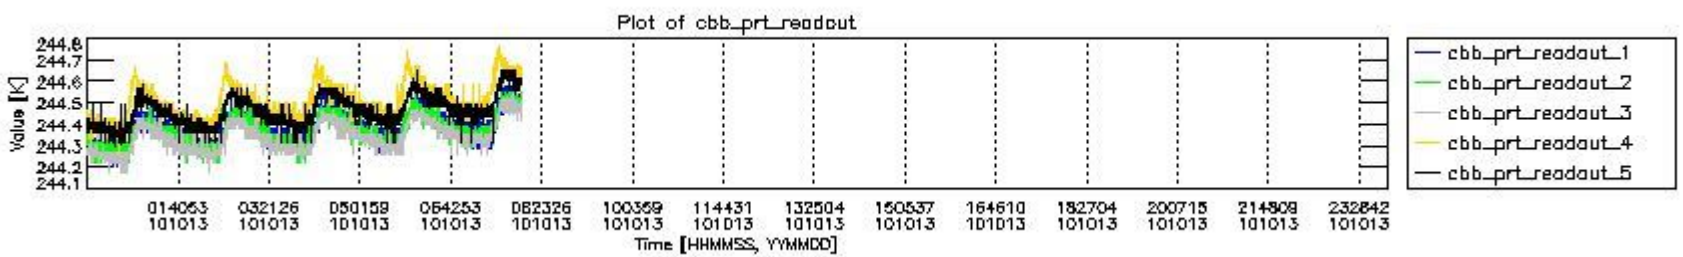 Plot of cbb_prt_readout
244.8
244.7
244.6
244.5
244.4
244.3
244.2
244.1
Value [K]
014053 032126 050159 064253 082326 100359 114431 132504 150537 164610 182704 200715 214809 232842
101013 101013 101013 101013 101013 101013 101013 101013 101013 101013 101013 101013 101013 101013
Time [HHMMSS, YYMMDD]
cbb_prt_readout_1
cbb_prt_readout_2
cbb_prt_readout_3
cbb_prt_readout_4
cbb_prt_readout_5